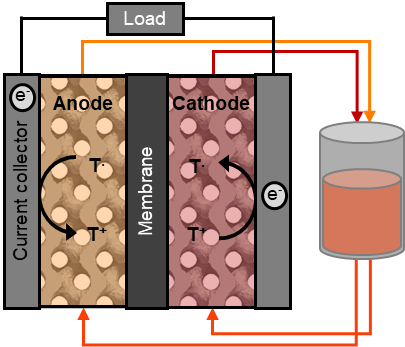 Load
e-
Anode
Cathode
Current collector
Membrane
T·
T·
e-
T+
T+